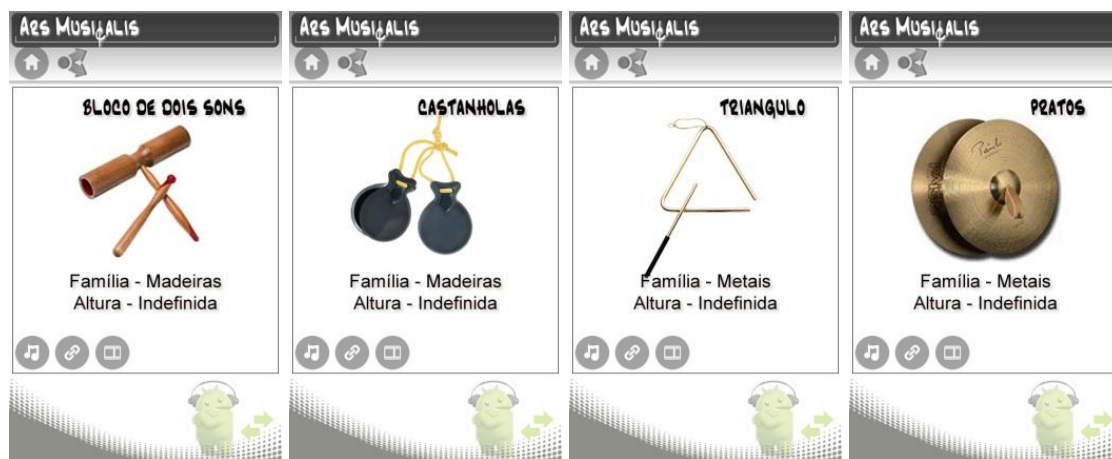 Ars Musicalis
Bloco de Dois Sons
Família - Madeiras
Altura - Indefinida
Ars Musicalis
Castanholas
Família - Madeiras
Altura - Indefinida
Ars Musicalis
Triangulo
Família - Metais
Altura - Indefinida
Ars Musicalis
Pratos
Família - Metais
Altura - Indefinida